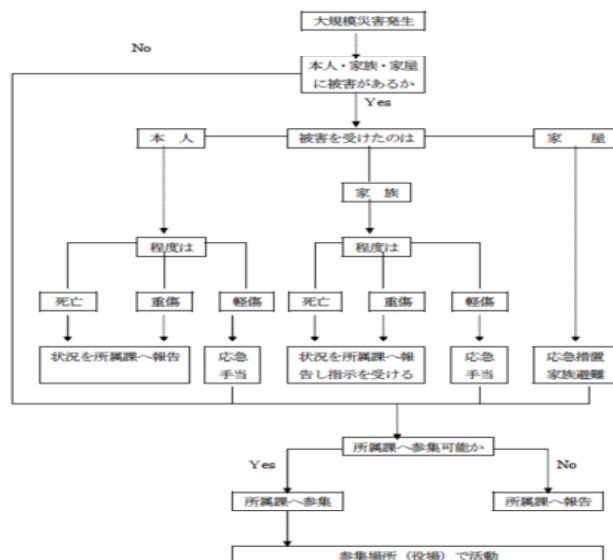 大規模災害発生
No
本人・家族・家屋
に被害があるか
Yes
本　人
被害を受けたのは
家　屋
家　族
程度は
程度は
死亡
重傷
軽傷
死亡
重傷
軽傷
状況を所属課へ報告
応急
手当
状況を所属課へ報
告し指示を受ける
応急
手当
応急措置
家族避難
所属課へ参集可能か
Yes
No
所属課へ参集
所属課へ報告
参集場所（役場）で活動